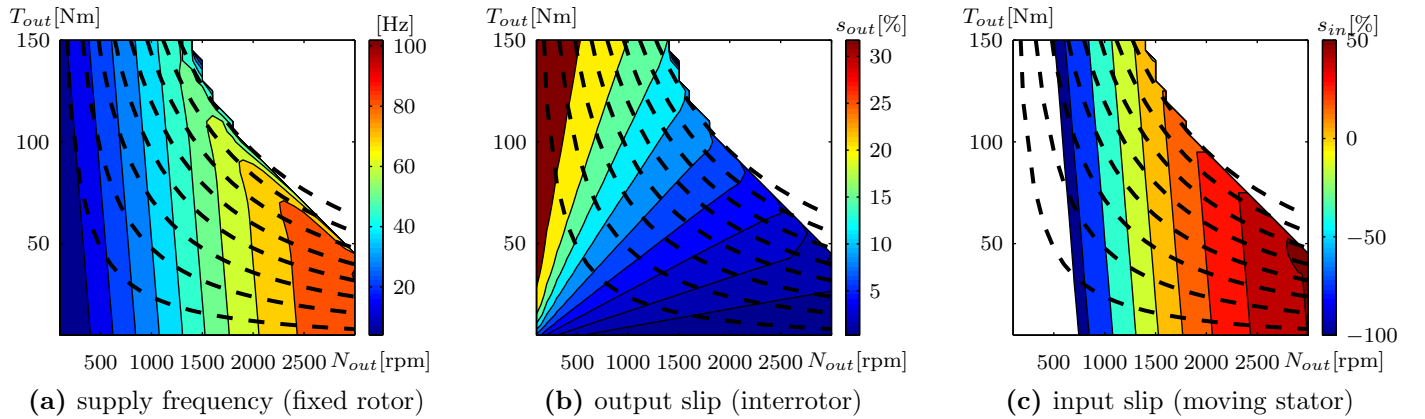 T_out[Nm]
[Hz]
150
100
50
500 1000 1500 2000 2500 N_out[rpm]
100
80
60
40
20
(a) supply frequency (fixed rotor)
T_out[Nm]
s_out[%]
150
100
50
500 1000 1500 2000 2500 N_out[rpm]
30
25
20
15
10
5
(b) output slip (interrotor)
T_out[Nm]
s_in[%]
150
100
50
500 1000 1500 2000 2500 N_out[rpm]
50
0
−50
−100
(c) input slip (moving stator)